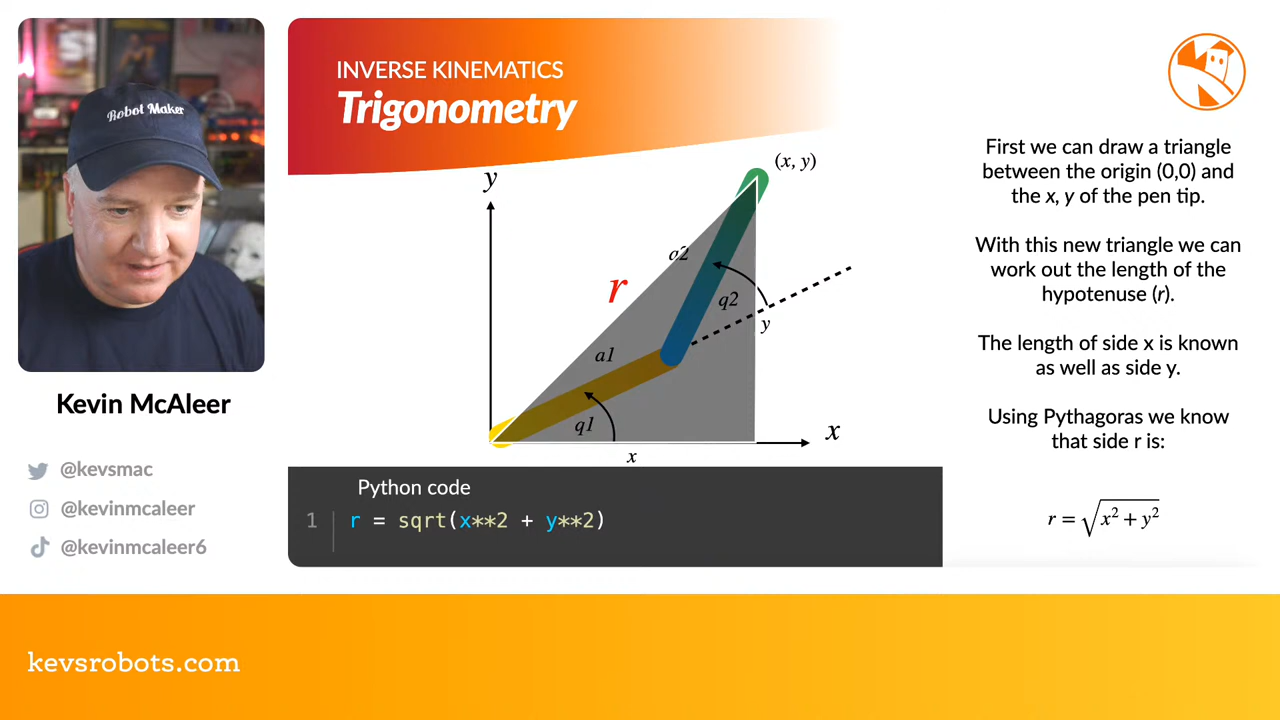 Robot Maker
Kevin McAleer
@kevsmac
@kevinmcaleer
@kevinmcaleer6
INVERSE KINEMATICS
Trigonometry
y
(x, y)
a2
r
q2
y
a1
q1
x
x
Python code
1 r = sqrt(x**2 + y**2)
First we can draw a triangle
between the origin (0,0) and
the x, y of the pen tip.
With this new triangle we can
work out the length of the
hypotenuse (r).
The length of side x is known
as well as side y.
Using Pythagoras we know
that side r is:
r = √x² + y²
kevsrobots.com